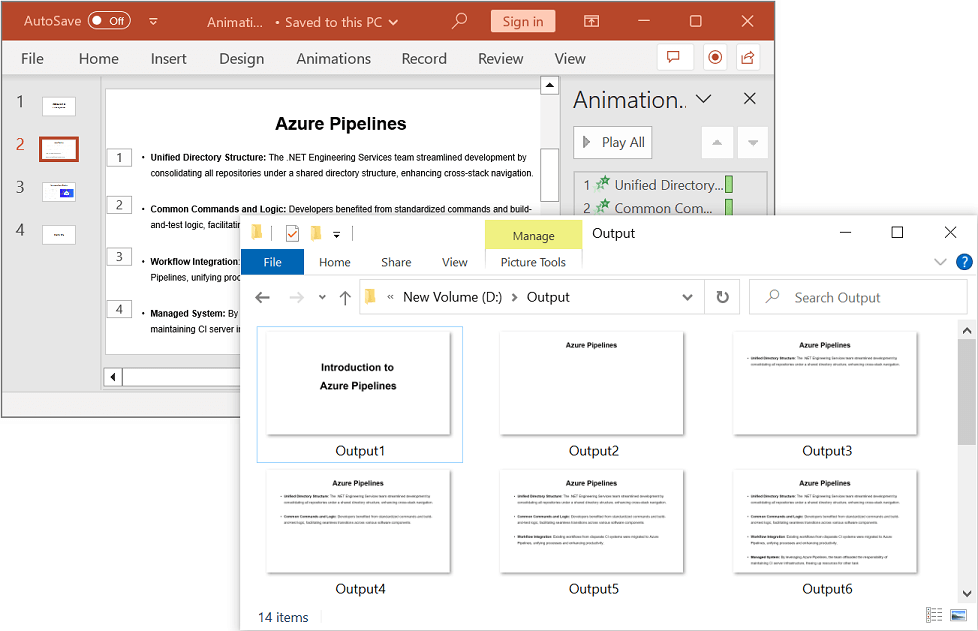 AutoSave Off Animati... • Saved to this PC Sign in
File Home Insert Design Animations Record Review View
1
2
3
4
Azure Pipelines
1 • Unified Directory Structure: The .NET Engineering Services team streamlined development by
consolidating all repositories under a shared directory structure, enhancing cross-stack navigation.
2 • Common Commands and Logic: Developers benefited from standardized commands and build-
and-test logic, facilitatin
3 • Workflow Integration:
Pipelines, unifying proc
4 • Managed System: By
maintaining CI server in
Animation...
Play All
1 Unified Directory...
2 Common Com...
Manage Output
File Home Share View Picture Tools
« New Volume (D:) Output Search Output
Introduction to
Azure Pipelines
Output1
Azure Pipelines
Output2
Azure Pipelines
• Unified Directory Structure: The .NET Engineering Services team streamlined development by
consolidating all repositories under a shared directory structure, enhancing cross-stack navigation.
Output3
Azure Pipelines
• Unified Directory Structure: The .NET Engineering Services team streamlined development by
consolidating all repositories under a shared directory structure, enhancing cross-stack navigation.
• Common Commands and Logic: Developers benefited from standardized commands and build-
and-test logic, facilitating seamless transitions across various software components.
Output4
Azure Pipelines
• Unified Directory Structure: The .NET Engineering Services team streamlined development by
consolidating all repositories under a shared directory structure, enhancing cross-stack navigation.
• Common Commands and Logic: Developers benefited from standardized commands and build-
and-test logic, facilitating seamless transitions across various software components.
• Workflow Integration: Existing workflows from disparate CI systems were migrated to Azure
Pipelines, unifying processes and enhancing productivity.
Output5
Azure Pipelines
• Unified Directory Structure: The .NET Engineering Services team streamlined development by
consolidating all repositories under a shared directory structure, enhancing cross-stack navigation.
• Common Commands and Logic: Developers benefited from standardized commands and build-
and-test logic, facilitating seamless transitions across various software components.
• Workflow Integration: Existing workflows from disparate CI systems were migrated to Azure
Pipelines, unifying processes and enhancing productivity.
• Managed System: By leveraging Azure Pipelines, the team offloaded the responsibility of
maintaining CI server infrastructure, freeing up resources for other tasks.
Output6
14 items